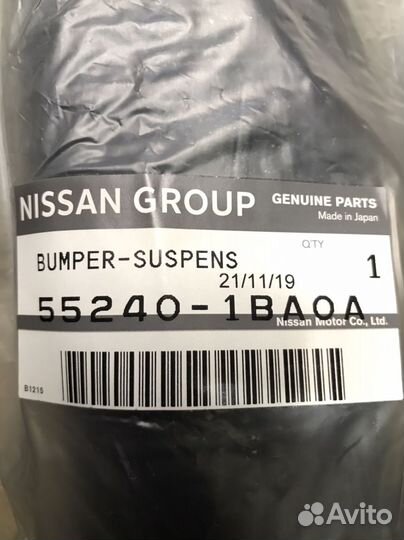 NISSAN GROUP
GENUINE PARTS
Made in Japan
BUMPER-SUSPENS
QTY
1
21/11/19
55240-1BA0A
Nissan Motor Co., Ltd.
B1215
Avito